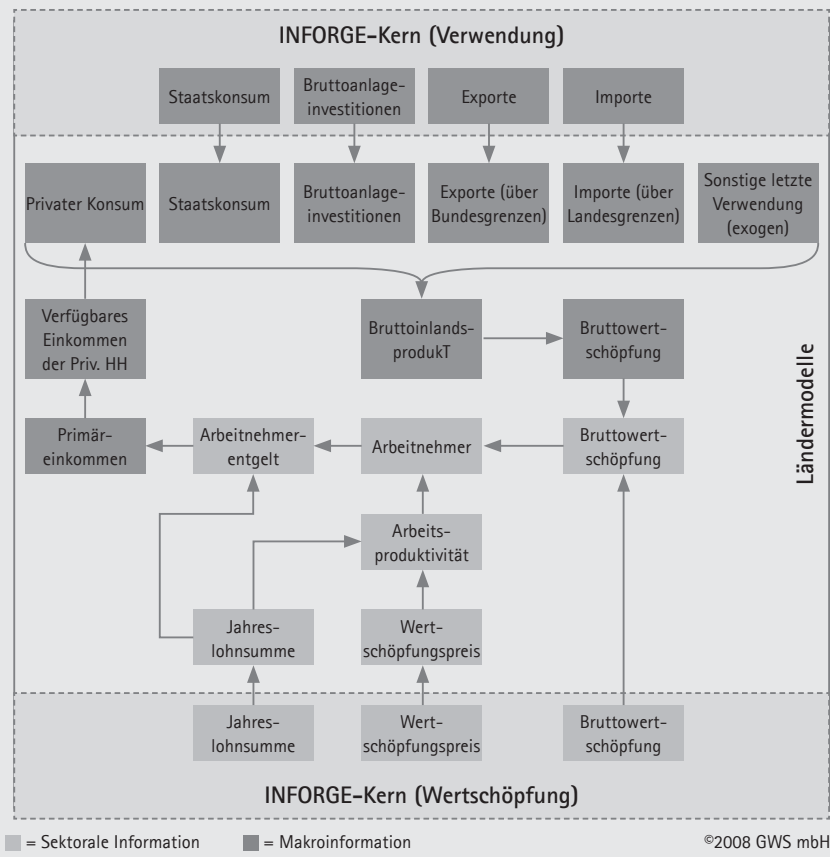 INFORGE-Kern (Verwendung)
Staatskonsum
Bruttoanlage-
investitionen
Exporte
Importe
Privater Konsum
Staatskonsum
Bruttoanlage-
investitionen
Exporte (über
Bundesgrenzen)
Importe (über
Landesgrenzen)
Sonstige letzte
Verwendung
(exogen)
Verfügbares
Einkommen
der Priv. HH
Bruttoinlands-
produkT
Bruttowert-
schöpfung
Ländermodelle
Primär-
einkommen
Arbeitnehmer-
entgelt
Arbeitnehmer
Bruttowert-
schöpfung
Arbeits-
produktivität
Jahres-
lohnsumme
Wert-
schöpfungspreis
Jahres-
lohnsumme
Wert-
schöpfungspreis
Bruttowert-
schöpfung
INFORGE-Kern (Wertschöpfung)
= Sektorale Information
= Makroinformation
©2008 GWS mbH